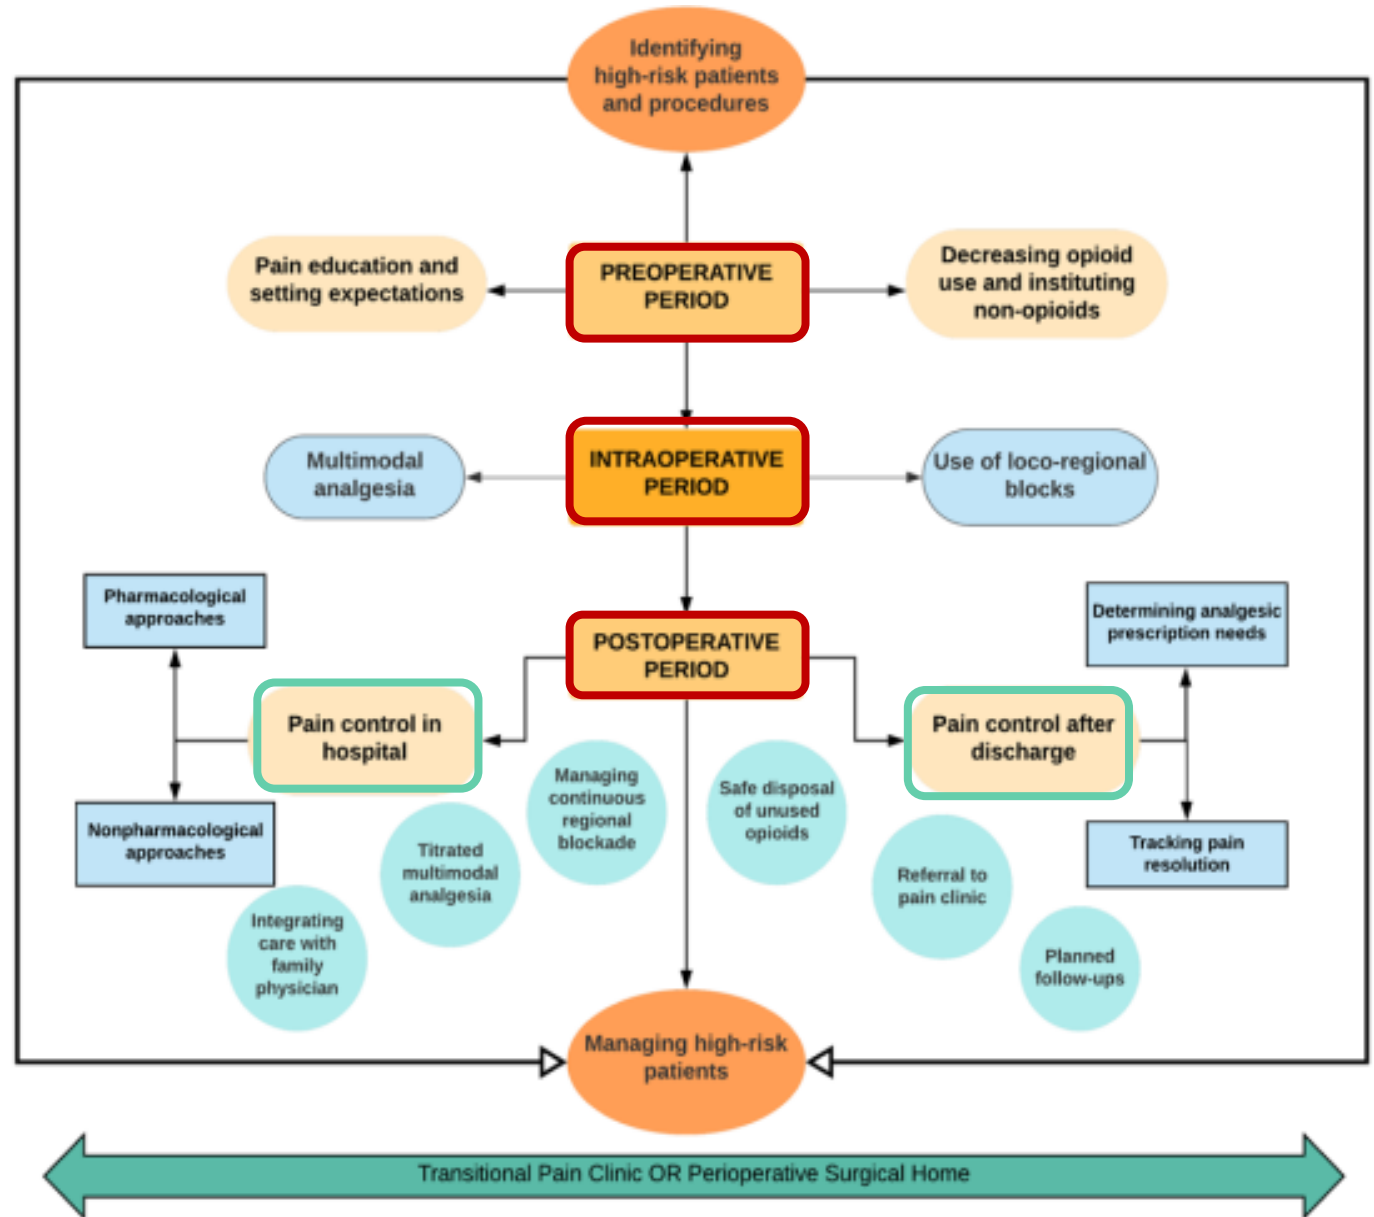 Identifying
high-risk patients
and procedures
Pain education and
setting expectations
PREOPERATIVE
PERIOD
Decreasing opioid
use and instituting
non-opioids
Multimodal
analgesia
INTRAOPERATIVE
PERIOD
Use of loco-regional
blocks
Pharmacological
approaches
POSTOPERATIVE
PERIOD
Determining analgesic
prescription needs
Pain control in
hospital
Pain control after
discharge
Nonpharmacological
approaches
Managing
continuous
regional
blockade
Safe disposal
of unused
opioids
Tracking pain
resolution
Titrated
multimodal
analgesia
Referral to
pain clinic
Integrating
care with
family
physician
Planned
follow-ups
Managing high-risk
patients
Transitional Pain Clinic OR Perioperative Surgical Home